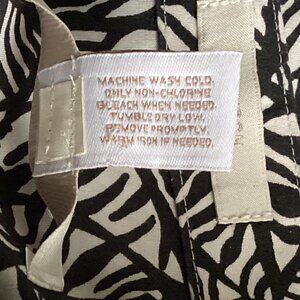 MACHINE WASH COLD.
ONLY NON-CHLORINE
BLEACH WHEN NEEDED.
TUMBLE DRY LOW.
REMOVE PROMPTLY.
WARM IRON IF NEEDED.